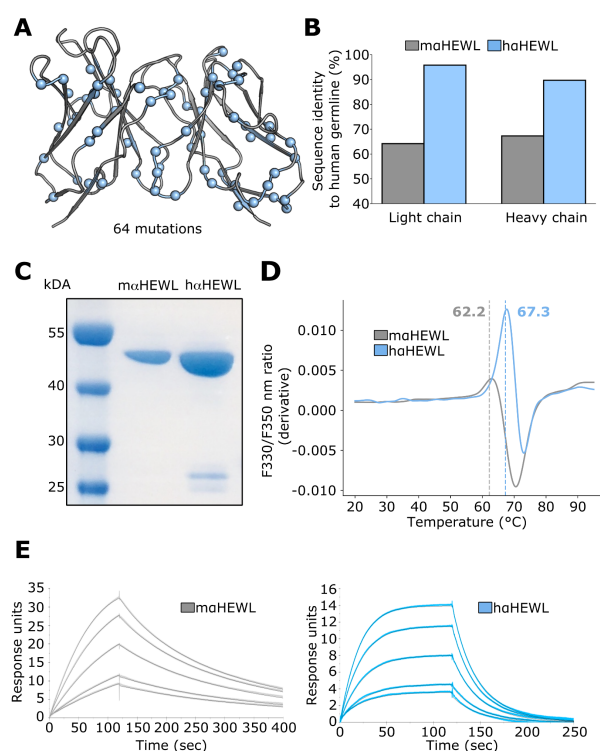 A
64 mutations
B
mαHEWL hαHEWL
Sequence identity
to human germline (%)
100
90
80
70
60
50
40
Light chain Heavy chain
C
kDA mαHEWL hαHEWL
55
40
30
25
D
62.2 67.3
mαHEWL
hαHEWL
F330/F350 nm ratio
(derivative)
0.010
0.005
0.000
-0.005
-0.010
20 30 40 50 60 70 80 90
Temperature (°C)
E
mαHEWL
Response units
35
30
25
20
15
10
5
0
0 50 100 150 200 250 300 350 400
Time (sec)
hαHEWL
Response units
16
14
12
10
8
6
4
2
0
0 50 100 150 200 250
Time (sec)